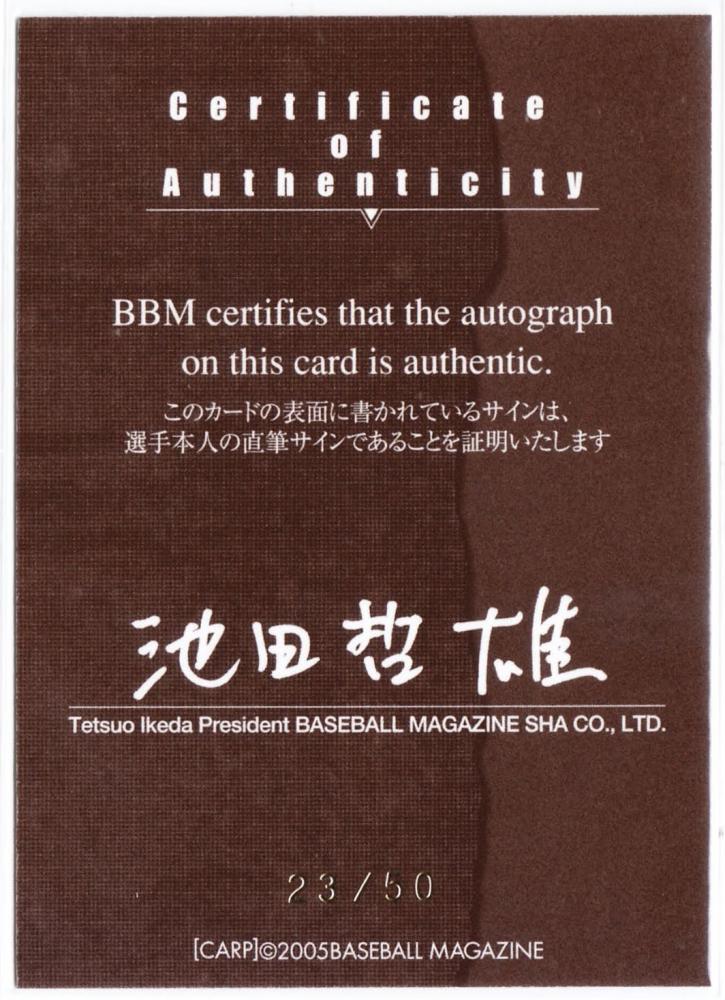 Certificate
of
Authenticity
BBM certifies that the autograph
on this card is authentic.
このカードの表面に書かれているサインは、
選手本人の直筆サインであることを証明いたします
池田哲雄
Tetsuo Ikeda President BASEBALL MAGAZINE SHA CO., LTD.
23/50
[CARP]©2005BASEBALL MAGAZINE